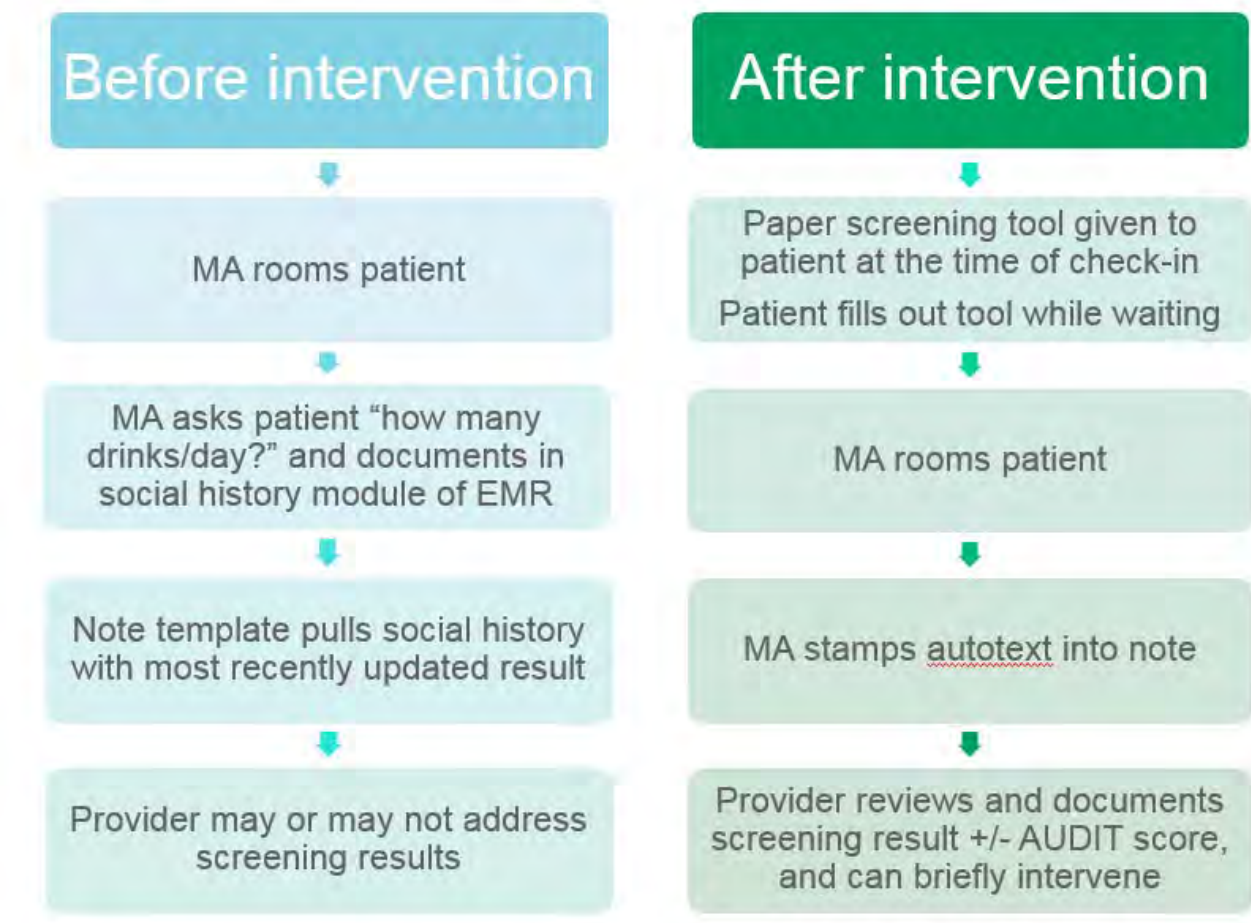 Before intervention
MA rooms patient
MA asks patient “how many
drinks/day?” and documents in
social history module of EMR
Note template pulls social history
with most recently updated result
Provider may or may not address
screening results
After intervention
Paper screening tool given to
patient at the time of check-in
Patient fills out tool while waiting
MA rooms patient
MA stamps autotext into note
Provider reviews and documents
screening result +/- AUDIT score,
and can briefly intervene